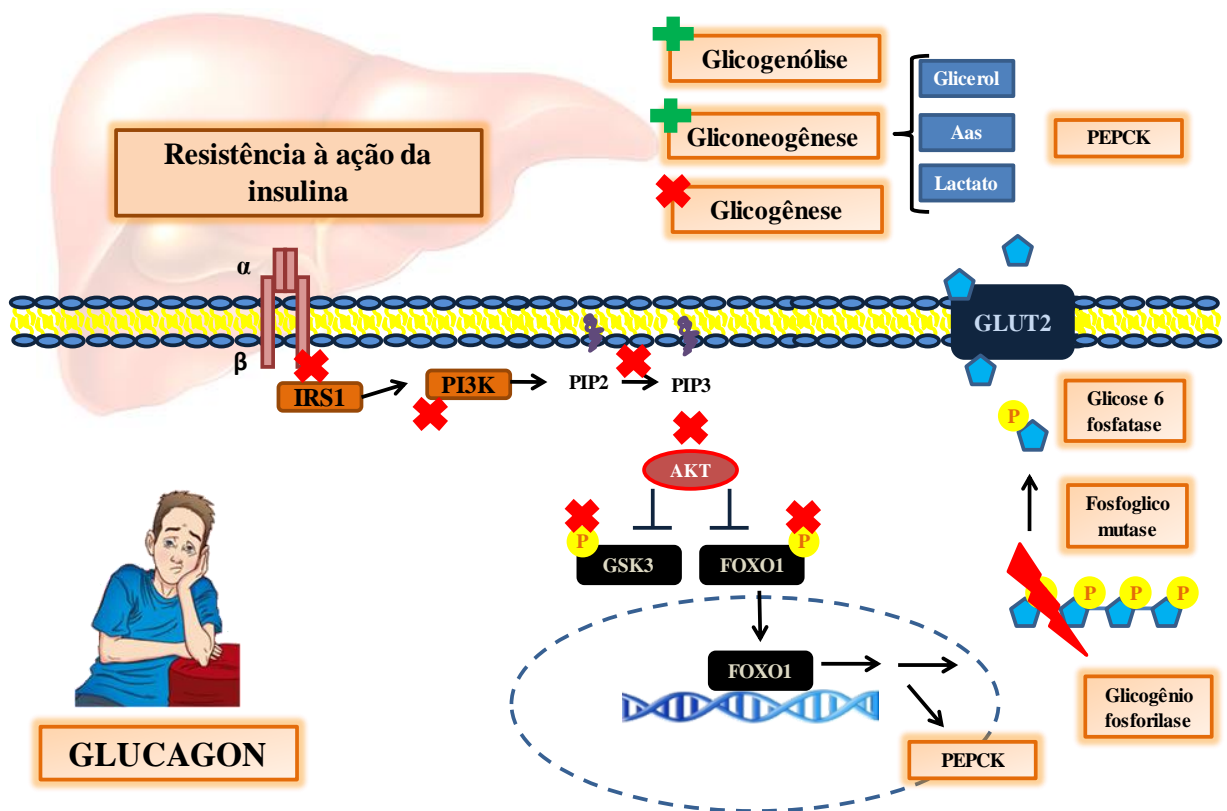 Glicogenólise
Gliconeogênese
Glicogênese
Glicerol
Aas
Lactato
PEPCK
Resistência à ação da
insulina
α
β
GLUT2
IRS1
PI3K
PIP2
PIP3
AKT
P
GSK3
P
FOXO1
FOXO1
PEPCK
P
Glicose 6
fosfatase
Fosfoglico
mutase
P
P
P
P
Glicogênio
fosforilase
GLUCAGON